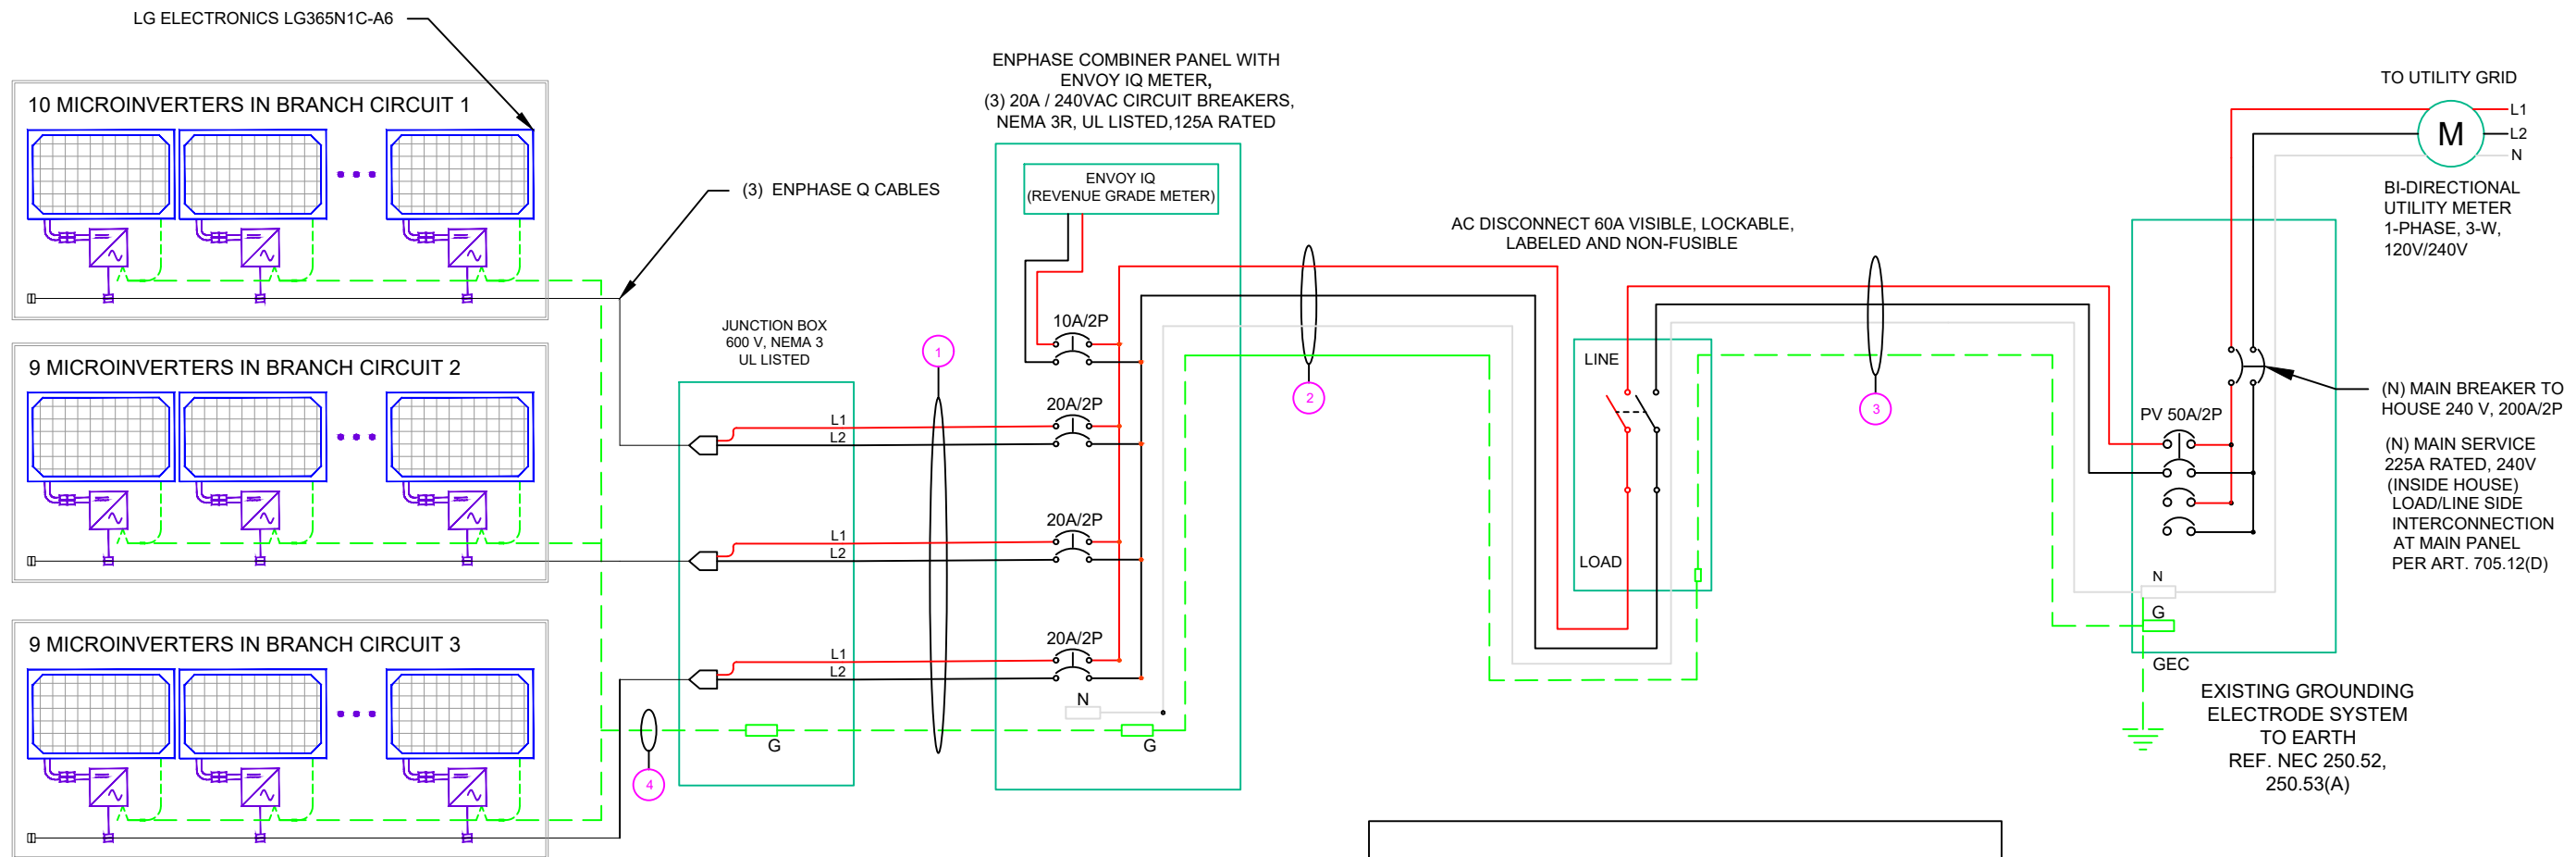 LG ELECTRONICS LG365N1C-A6
10 MICROINVERTERS IN BRANCH CIRCUIT 1
9 MICROINVERTERS IN BRANCH CIRCUIT 2
9 MICROINVERTERS IN BRANCH CIRCUIT 3
(3)  ENPHASE Q CABLES
JUNCTION BOX
600 V, NEMA 3
UL LISTED
L1
L2
L1
L2
L1
L2
G
4
1
ENPHASE COMBINER PANEL WITH
ENVOY IQ METER,
(3) 20A / 240VAC CIRCUIT BREAKERS,
NEMA 3R, UL LISTED,125A RATED
ENVOY IQ
(REVENUE GRADE METER)
10A/2P
20A/2P
20A/2P
20A/2P
N
G
2
AC DISCONNECT 60A VISIBLE, LOCKABLE,
LABELED AND NON-FUSIBLE
LINE
LOAD
3
TO UTILITY GRID
L1
L2
N
M
BI-DIRECTIONAL
UTILITY METER
1-PHASE, 3-W,
120V/240V
PV 50A/2P
(N) MAIN BREAKER TO
HOUSE 240 V, 200A/2P
(N) MAIN SERVICE
225A RATED, 240V
(INSIDE HOUSE)
LOAD/LINE SIDE
INTERCONNECTION
AT MAIN PANEL
PER ART. 705.12(D)
N
G
GEC
EXISTING GROUNDING
ELECTRODE SYSTEM
TO EARTH
REF. NEC 250.52,
250.53(A)